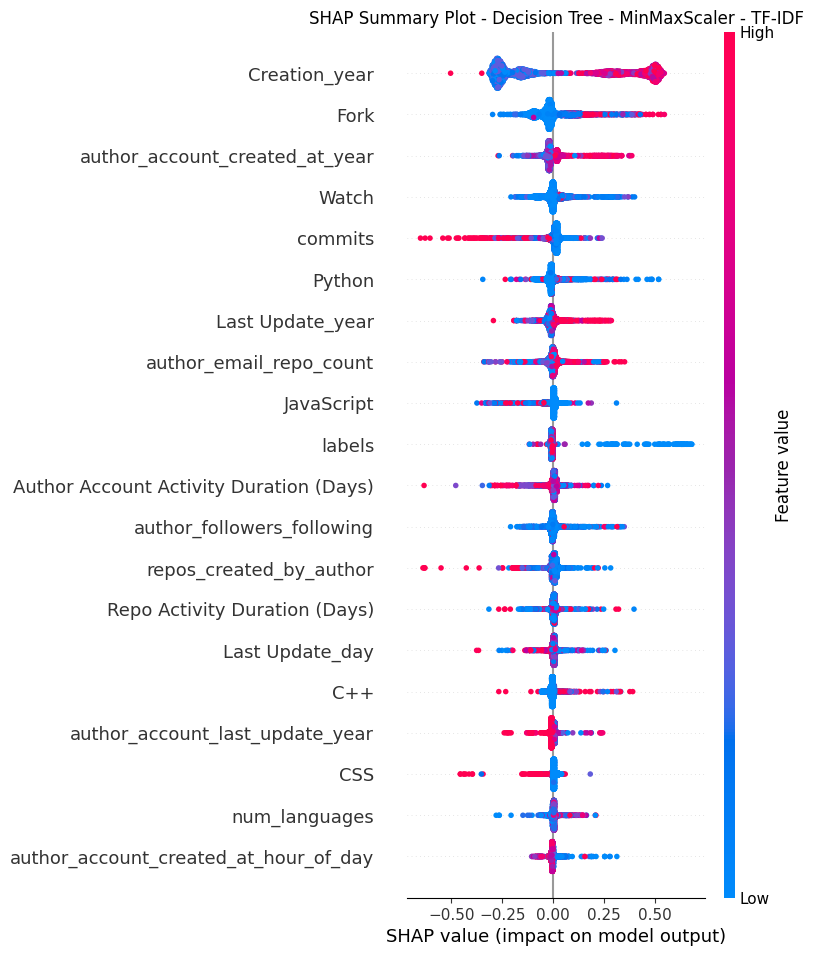 SHAP Summary Plot - Decision Tree - MinMaxScaler - TF-IDF
High
Creation_year
Fork
author_account_created_at_year
Watch
commits
Python
Last Update_year
author_email_repo_count
JavaScript
labels
Author Account Activity Duration (Days)
author_followers_following
repos_created_by_author
Repo Activity Duration (Days)
Last Update_day
C++
author_account_last_update_year
CSS
num_languages
author_account_created_at_hour_of_day
Feature value
Low
−0.50 −0.25 0.00 0.25 0.50
SHAP value (impact on model output)